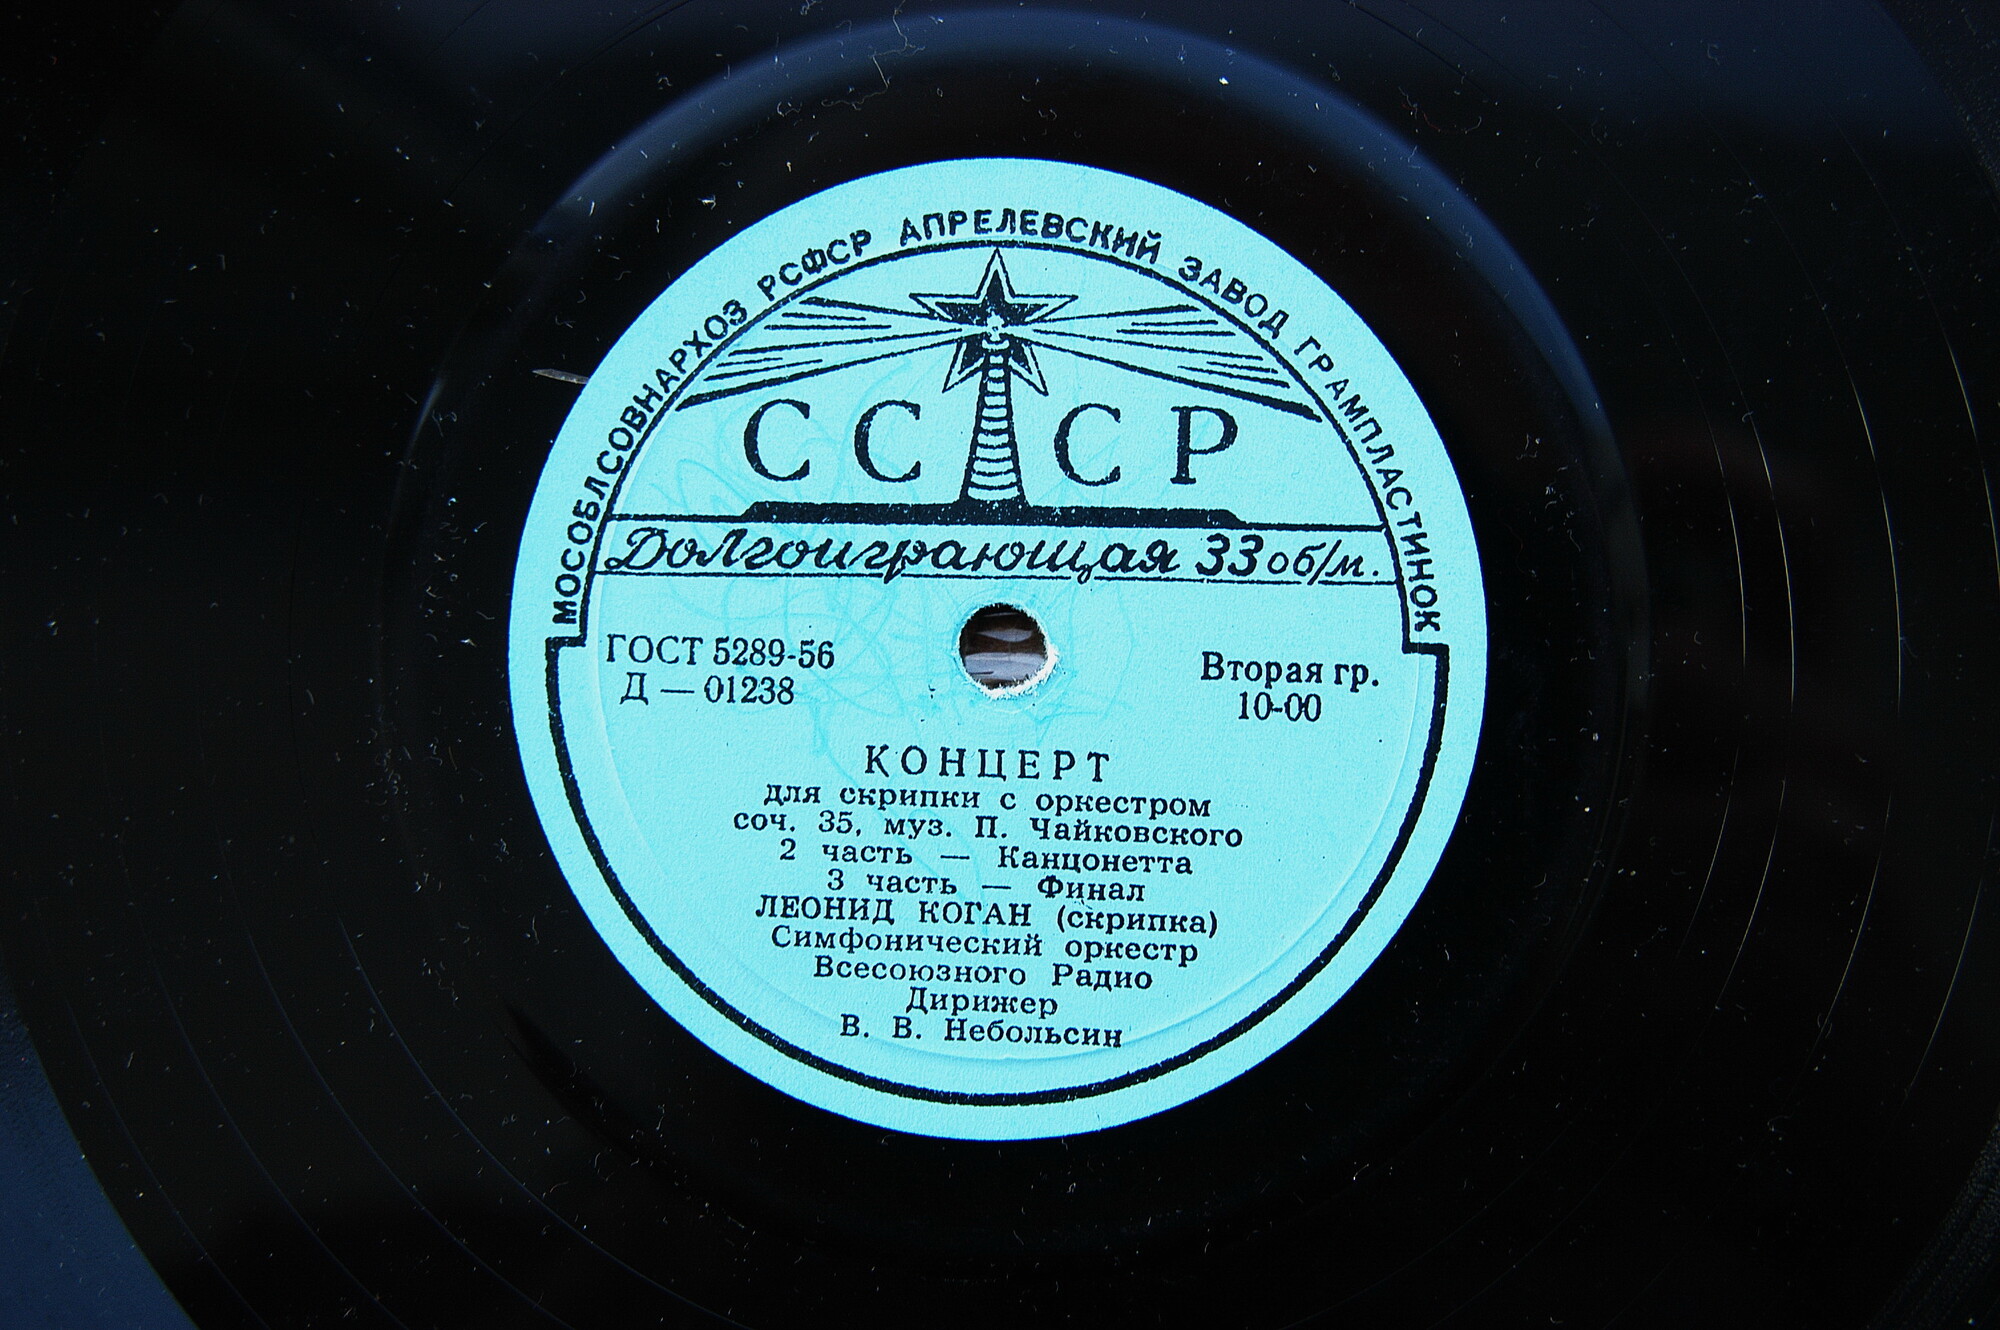 МОСОБЛСОВНАРХОЗ РСФСР АПРЕЛЕВСКИЙ ЗАВОД ГРАМПЛАСТИНОК
СССР
Долгоиграющая 33 об/м.
ГОСТ 5289-56
Д — 01238
Вторая гр.
10-00
КОНЦЕРТ
для скрипки с оркестром
соч. 35, муз. П. Чайковского
2 часть — Канцонетта
3 часть — Финал
ЛЕОНИД КОГАН (скрипка)
Симфонический оркестр
Всесоюзного Радио
Дирижер
В. В. Небольсин